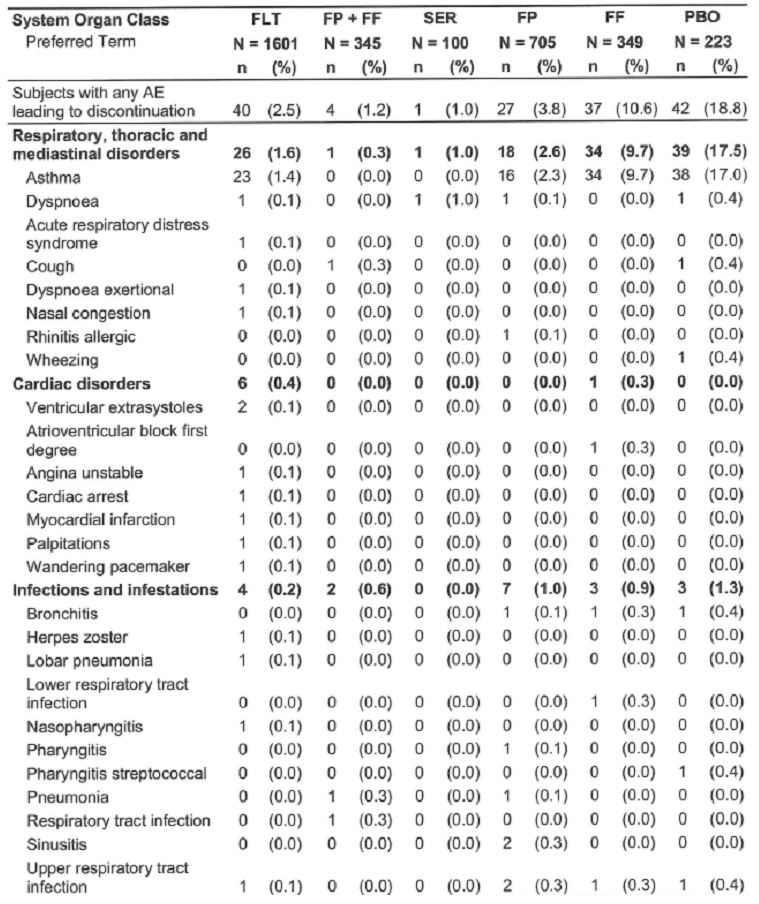 System Organ Class FLT FP + FF SER FP FF PBO
Preferred Term N = 1601 N = 345 N = 100 N = 705 N = 349 N = 223
n (%) n (%) n (%) n (%) n (%) n (%)
Subjects with any AE
leading to discontinuation 40 (2.5) 4 (1.2) 1 (1.0) 27 (3.8) 37 (10.6) 42 (18.8)
Respiratory, thoracic and
mediastinal disorders 26 (1.6) 1 (0.3) 1 (1.0) 18 (2.6) 34 (9.7) 39 (17.5)
Asthma 23 (1.4) 0 (0.0) 0 (0.0) 16 (2.3) 34 (9.7) 38 (17.0)
Dyspnoea 1 (0.1) 0 (0.0) 1 (1.0) 1 (0.1) 0 (0.0) 1 (0.4)
Acute respiratory distress
syndrome 1 (0.1) 0 (0.0) 0 (0.0) 0 (0.0) 0 (0.0) 0 (0.0)
Cough 0 (0.0) 1 (0.3) 0 (0.0) 0 (0.0) 0 (0.0) 1 (0.4)
Dyspnoea exertional 1 (0.1) 0 (0.0) 0 (0.0) 0 (0.0) 0 (0.0) 0 (0.0)
Nasal congestion 1 (0.1) 0 (0.0) 0 (0.0) 0 (0.0) 0 (0.0) 0 (0.0)
Rhinitis allergic 0 (0.0) 0 (0.0) 0 (0.0) 1 (0.1) 0 (0.0) 0 (0.0)
Wheezing 0 (0.0) 0 (0.0) 0 (0.0) 0 (0.0) 0 (0.0) 1 (0.4)
Cardiac disorders 6 (0.4) 0 (0.0) 0 (0.0) 0 (0.0) 1 (0.3) 0 (0.0)
Ventricular extrasystoles 2 (0.1) 0 (0.0) 0 (0.0) 0 (0.0) 0 (0.0) 0 (0.0)
Atrioventricular block first
degree 0 (0.0) 0 (0.0) 0 (0.0) 0 (0.0) 1 (0.3) 0 (0.0)
Angina unstable 1 (0.1) 0 (0.0) 0 (0.0) 0 (0.0) 0 (0.0) 0 (0.0)
Cardiac arrest 1 (0.1) 0 (0.0) 0 (0.0) 0 (0.0) 0 (0.0) 0 (0.0)
Myocardial infarction 1 (0.1) 0 (0.0) 0 (0.0) 0 (0.0) 0 (0.0) 0 (0.0)
Palpitations 1 (0.1) 0 (0.0) 0 (0.0) 0 (0.0) 0 (0.0) 0 (0.0)
Wandering pacemaker 1 (0.1) 0 (0.0) 0 (0.0) 0 (0.0) 0 (0.0) 0 (0.0)
Infections and infestations 4 (0.2) 2 (0.6) 0 (0.0) 7 (1.0) 3 (0.9) 3 (1.3)
Bronchitis 0 (0.0) 0 (0.0) 0 (0.0) 1 (0.1) 1 (0.3) 1 (0.4)
Herpes zoster 1 (0.1) 0 (0.0) 0 (0.0) 0 (0.0) 0 (0.0) 0 (0.0)
Lobar pneumonia 1 (0.1) 0 (0.0) 0 (0.0) 0 (0.0) 0 (0.0) 0 (0.0)
Lower respiratory tract
infection 0 (0.0) 0 (0.0) 0 (0.0) 0 (0.0) 1 (0.3) 0 (0.0)
Nasopharyngitis 1 (0.1) 0 (0.0) 0 (0.0) 0 (0.0) 0 (0.0) 0 (0.0)
Pharyngitis 0 (0.0) 0 (0.0) 0 (0.0) 1 (0.1) 0 (0.0) 0 (0.0)
Pharyngitis streptococcal 0 (0.0) 0 (0.0) 0 (0.0) 0 (0.0) 0 (0.0) 1 (0.4)
Pneumonia 0 (0.0) 1 (0.3) 0 (0.0) 1 (0.1) 0 (0.0) 0 (0.0)
Respiratory tract infection 0 (0.0) 1 (0.3) 0 (0.0) 0 (0.0) 0 (0.0) 0 (0.0)
Sinusitis 0 (0.0) 0 (0.0) 0 (0.0) 2 (0.3) 0 (0.0) 0 (0.0)
Upper respiratory tract
infection 1 (0.1) 0 (0.0) 0 (0.0) 2 (0.3) 1 (0.3) 1 (0.4)